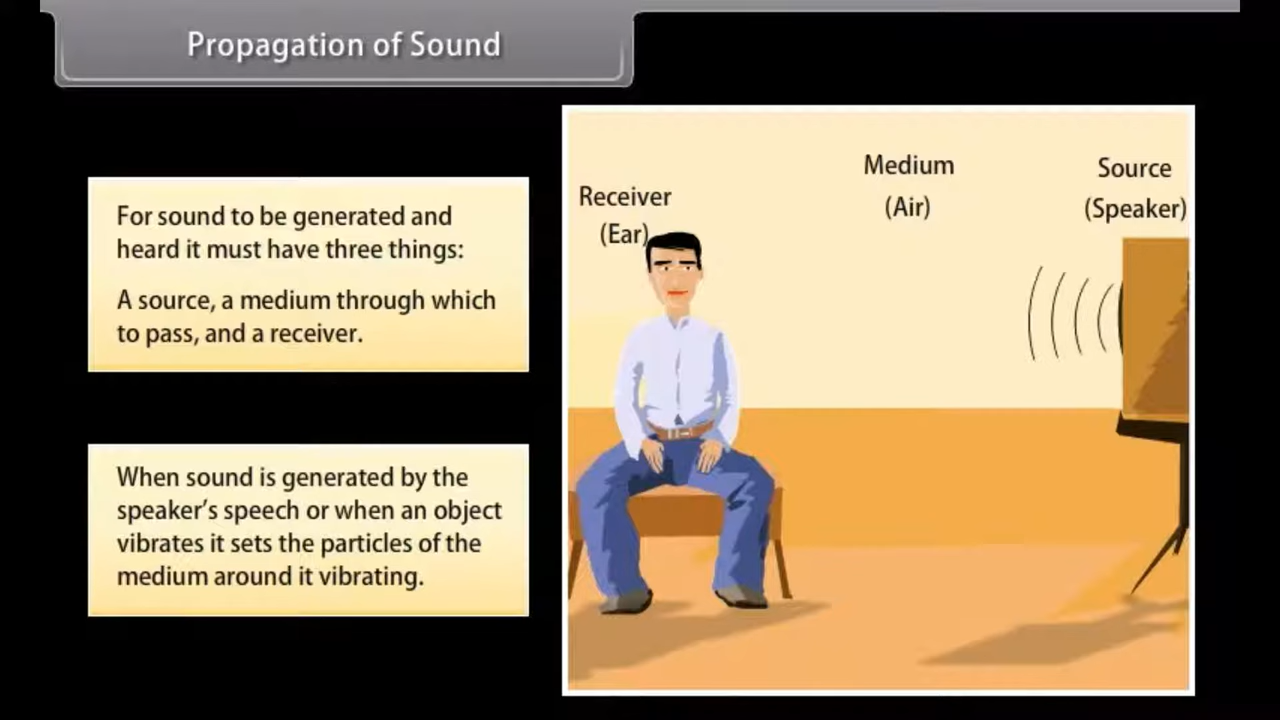 Propagation of Sound
For sound to be generated and
heard it must have three things:
A source, a medium through which
to pass, and a receiver.
When sound is generated by the
speaker’s speech or when an object
vibrates it sets the particles of the
medium around it vibrating.
Receiver
(Ear)
Medium
(Air)
Source
(Speaker)